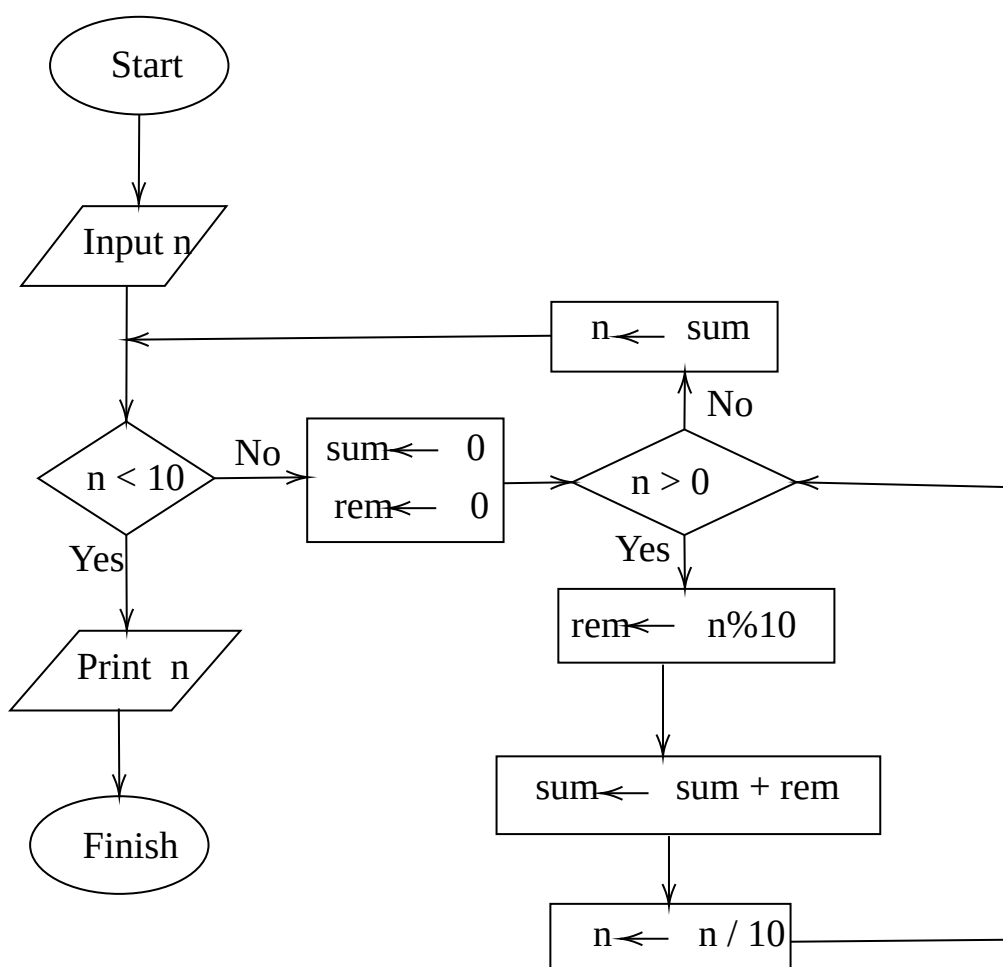 Start
Input n
n ← sum
No
n < 10
No
sum ← 0
rem ← 0
n > 0
Yes
Yes
rem ← n%10
Print n
sum ← sum + rem
Finish
n ← n / 10